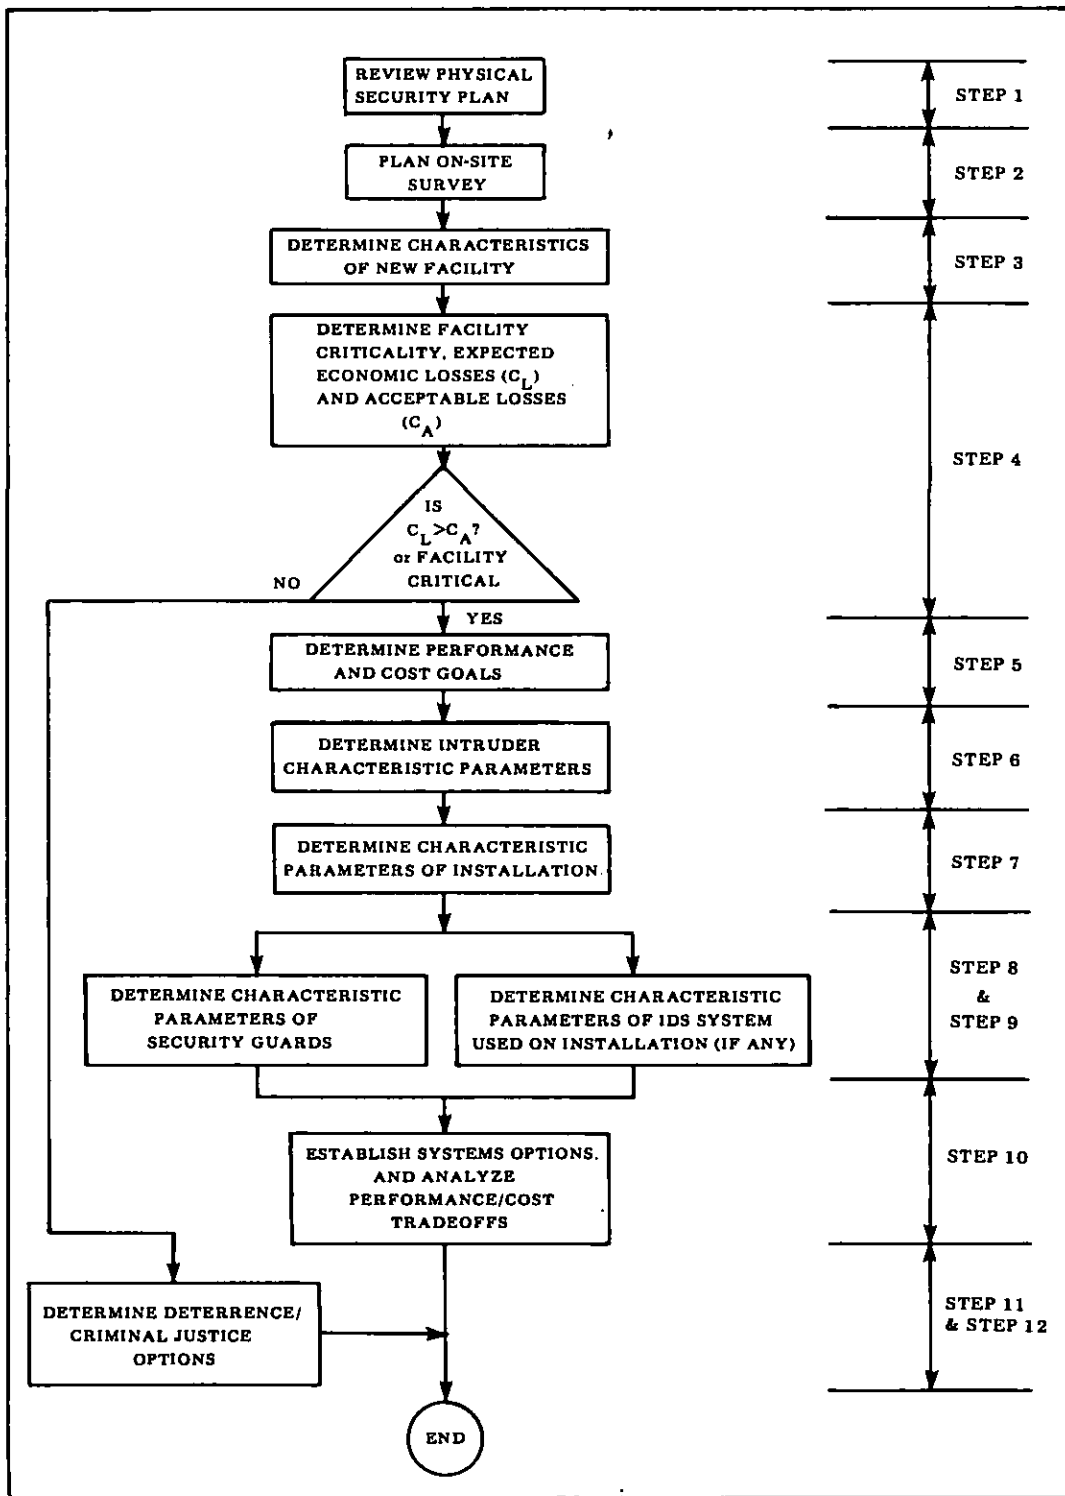 REVIEW PHYSICAL
SECURITY PLAN
STEP 1
PLAN ON-SITE
SURVEY
STEP 2
DETERMINE CHARACTERISTICS
OF NEW FACILITY
STEP 3
DETERMINE FACILITY
CRITICALITY, EXPECTED
ECONOMIC LOSSES (C_L)
AND ACCEPTABLE LOSSES
(C_A)
STEP 4
IS
C_L>C_A?
or FACILITY
CRITICAL
NO
YES
DETERMINE PERFORMANCE
AND COST GOALS
STEP 5
DETERMINE INTRUDER
CHARACTERISTIC PARAMETERS
STEP 6
DETERMINE CHARACTERISTIC
PARAMETERS OF INSTALLATION
STEP 7
DETERMINE CHARACTERISTIC
PARAMETERS OF
SECURITY GUARDS
DETERMINE CHARACTERISTIC
PARAMETERS OF IDS SYSTEM
USED ON INSTALLATION (IF ANY)
STEP 8
&
STEP 9
ESTABLISH SYSTEMS OPTIONS.
AND ANALYZE
PERFORMANCE/COST
TRADEOFFS
STEP 10
DETERMINE DETERRENCE/
CRIMINAL JUSTICE
OPTIONS
STEP 11
& STEP 12
END